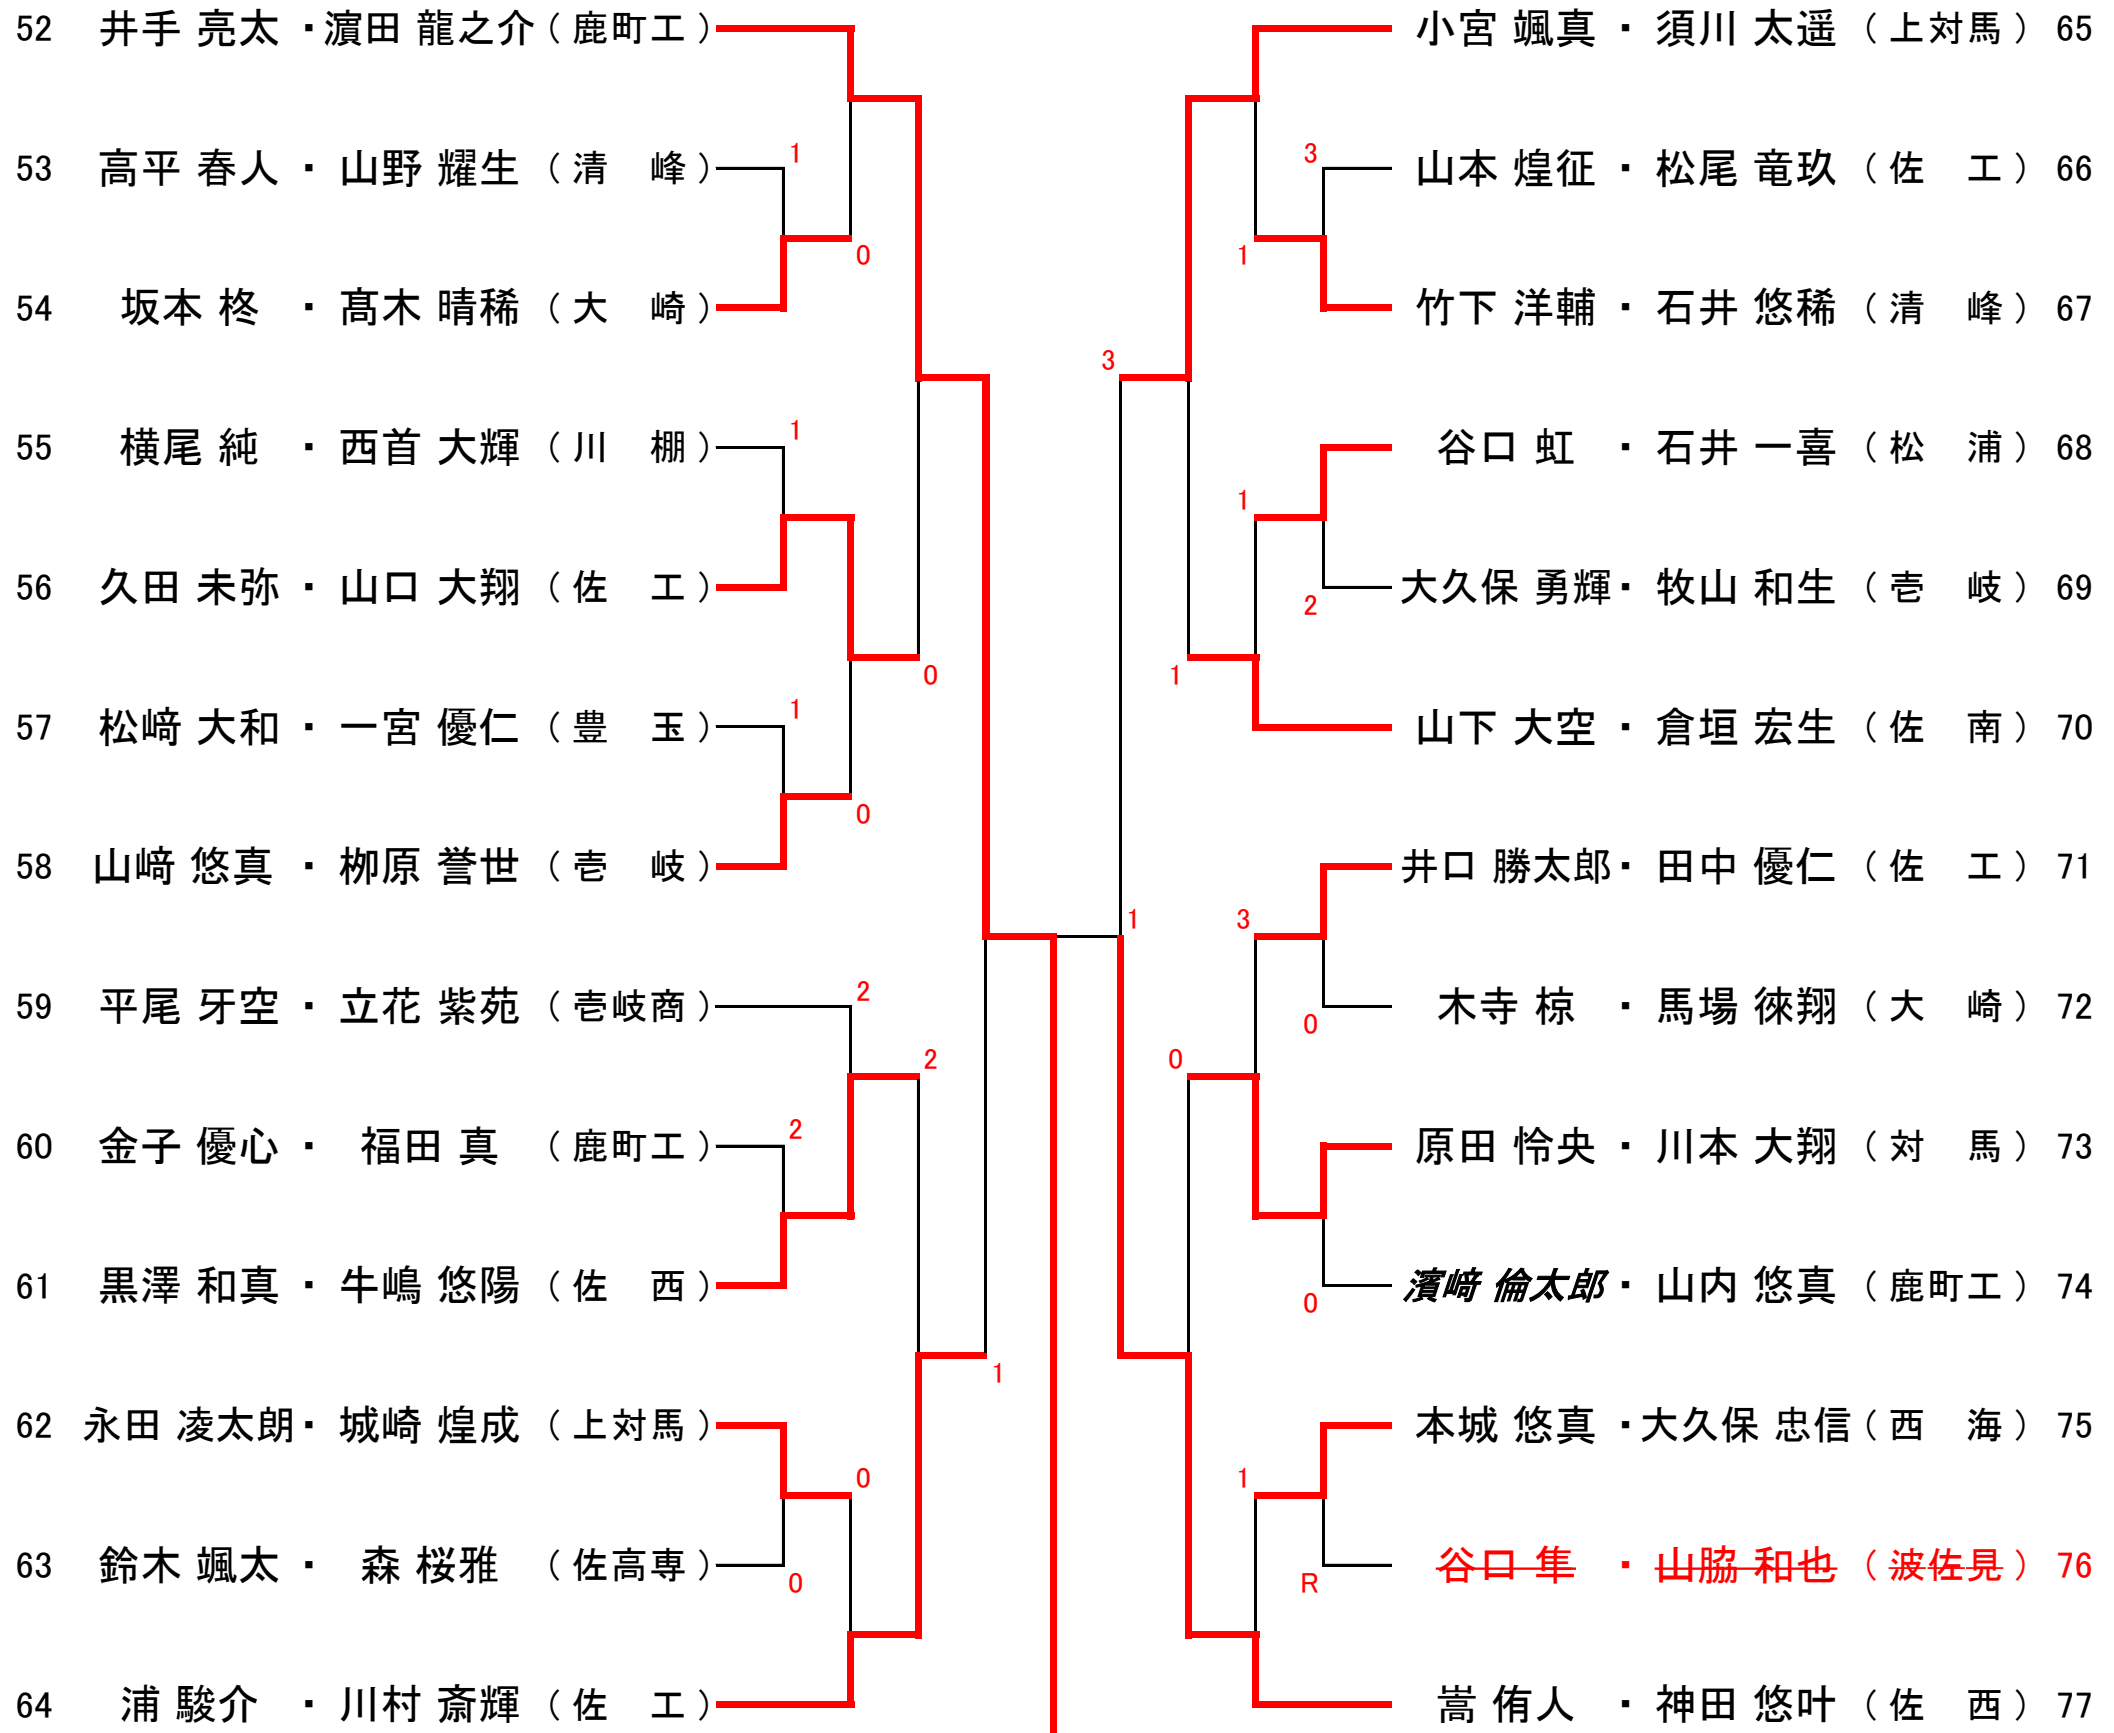 52 井手 亮太 ・ 濵田 龍之介 （ 鹿町工 ）
53 高平 春人 ・ 山野 耀生 （ 清　峰 ）
1
0
54 坂本 柊 ・ 髙木 晴稀 （ 大　崎 ）
55 横尾 純 ・ 西首 大輝 （ 川　棚 ）
1
56 久田 未弥 ・ 山口 大翔 （ 佐　工 ）
0
57 松﨑 大和 ・ 一宮 優仁 （ 豊　玉 ）
1
0
58 山﨑 悠真 ・ 栁原 誉世 （ 壱　岐 ）
59 平尾 牙空 ・ 立花 紫苑 （ 壱岐商 ）
2
2
60 金子 優心 ・ 福田 真 （ 鹿町工 ）
2
61 黒澤 和真 ・ 牛嶋 悠陽 （ 佐　西 ）
1
62 永田 凌太朗 ・ 城崎 煌成 （ 上対馬 ）
0
63 鈴木 颯太 ・ 森 桜雅 （ 佐高専 ）
0
64 浦 駿介 ・ 川村 斎輝 （ 佐　工 ）
小宮 颯真 ・ 須川 太遥 （ 上対馬 ） 65
3
山本 煌征 ・ 松尾 竜玖 （ 佐　工 ） 66
1
竹下 洋輔 ・ 石井 悠稀 （ 清　峰 ） 67
3
谷口 虹 ・ 石井 一喜 （ 松　浦 ） 68
1
大久保 勇輝 ・ 牧山 和生 （ 壱　岐 ） 69
2
1
山下 大空 ・ 倉垣 宏生 （ 佐　南 ） 70
井口 勝太郎 ・ 田中 優仁 （ 佐　工 ） 71
1
3
木寺 椋 ・ 馬場 徠翔 （ 大　崎 ） 72
0
0
原田 怜央 ・ 川本 大翔 （ 対　馬 ） 73
濱﨑 倫太郎 ・ 山内 悠真 （ 鹿町工 ） 74
0
本城 悠真 ・ 大久保 忠信 （ 西　海 ） 75
1
谷口 隼 ・ 山脇 和也 （ 波佐見 ） 76
R
嵩 侑人 ・ 神田 悠叶 （ 佐　西 ） 77